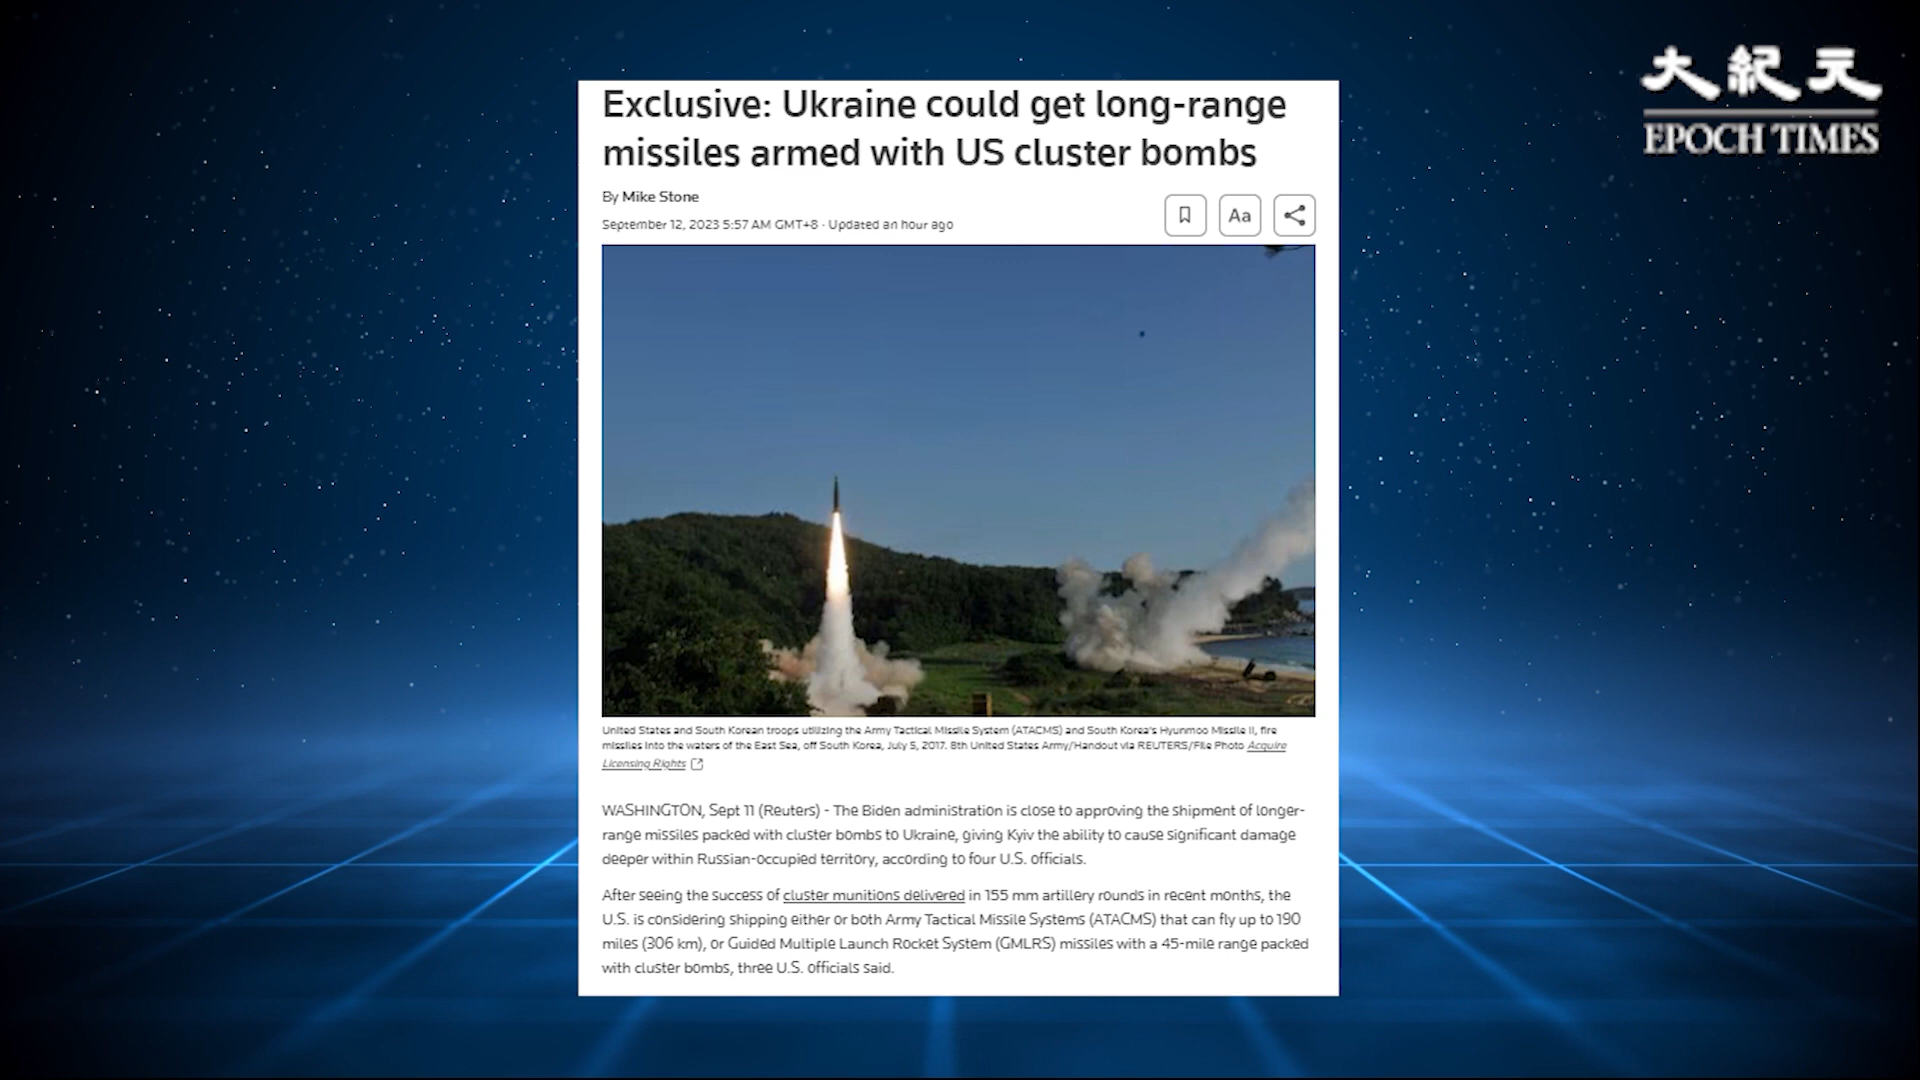 大紀元
EPOCH TIMES
Exclusive: Ukraine could get long-range
missiles armed with US cluster bombs
By Mike Stone
September 12, 2023 5:57 AM GMT+8 · Updated an hour ago
Aa
United States and South Korean troops utilizing the Army Tactical Missile System (ATACMS) and South Korea's Hyunmoo Missile II, fire
missiles into the waters of the East Sea, off South Korea, July 5, 2017. 8th United States Army/Handout via REUTERS/File Photo Acquire
Licensing Rights
WASHINGTON, Sept 11 (Reuters) - The Biden administration is close to approving the shipment of longer-
range missiles packed with cluster bombs to Ukraine, giving Kyiv the ability to cause significant damage
deeper within Russian-occupied territory, according to four U.S. officials.
After seeing the success of cluster munitions delivered in 155 mm artillery rounds in recent months, the
U.S. is considering shipping either or both Army Tactical Missile Systems (ATACMS) that can fly up to 190
miles (306 km), or Guided Multiple Launch Rocket System (GMLRS) missiles with a 45-mile range packed
with cluster bombs, three U.S. officials said.